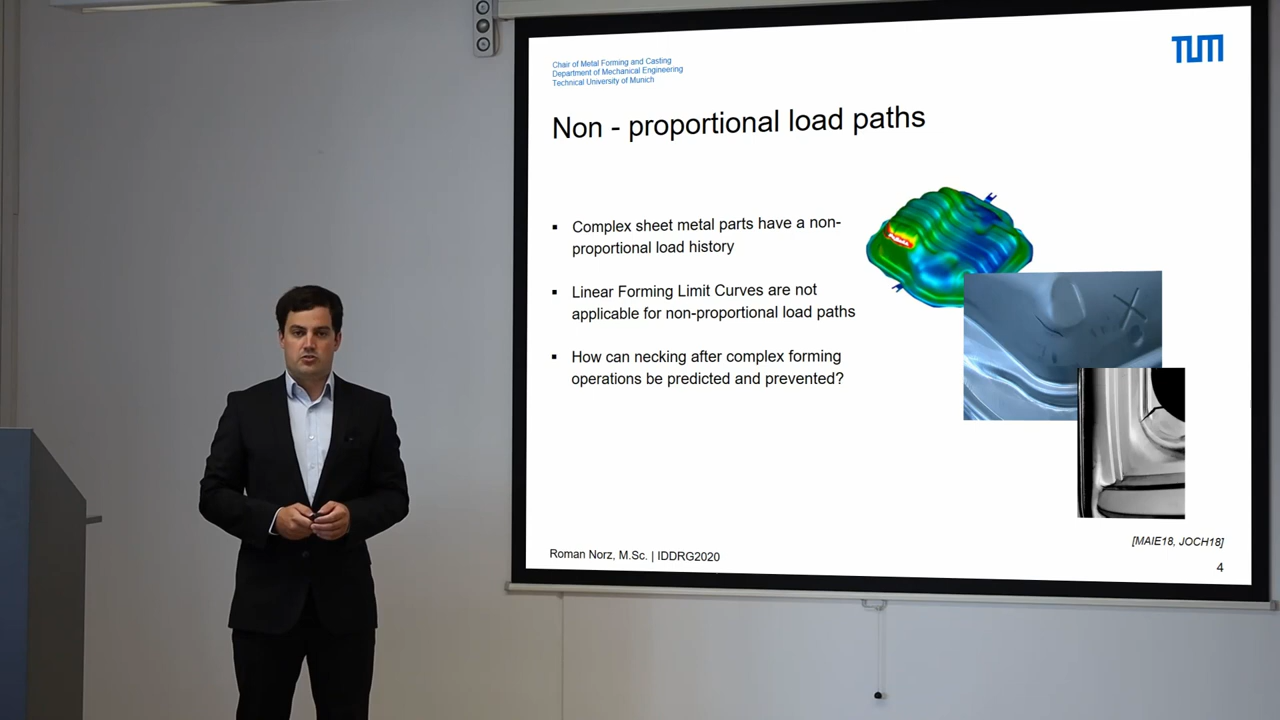 Chair of Metal Forming and Casting
Department of Mechanical Engineering
Technical University of Munich
TUM
Non - proportional load paths
▪ Complex sheet metal parts have a non-
proportional load history
▪ Linear Forming Limit Curves are not
applicable for non-proportional load paths
▪ How can necking after complex forming
operations be predicted and prevented?
[MAIE18, JOCH18]
Roman Norz, M.Sc. | IDDRG2020
4